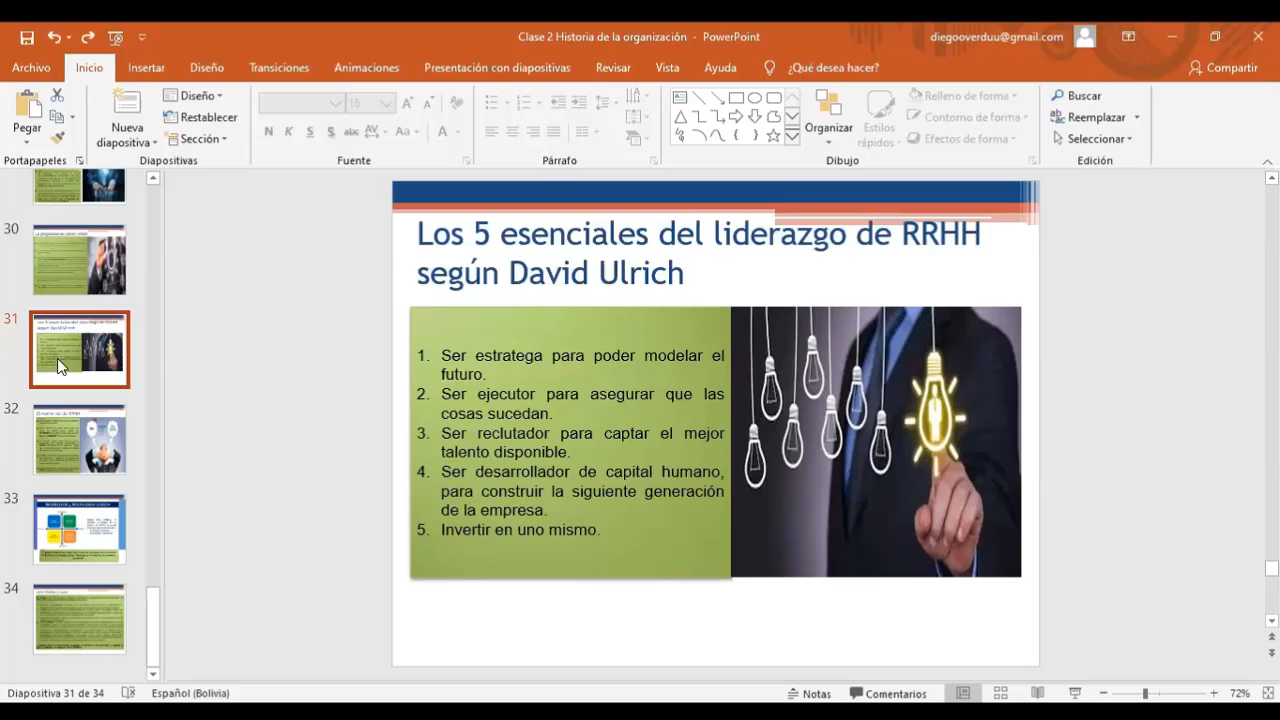 Clase 2 Historia de la organización - PowerPoint
diegooverduu@gmail.com
Archivo Inicio Insertar Diseño Transiciones Animaciones Presentación con diapositivas Revisar Vista Ayuda ¿Qué desea hacer? Compartir
Pegar
Nueva diapositiva
Diseño
Restablecer
Sección
18
N K S S abc AV Aa A
Organizar
Estilos rápidos
Relleno de forma
Contorno de forma
Efectos de forma
Buscar
Reemplazar
Seleccionar
Portapapeles Diapositivas Fuente Párrafo Dibujo Edición
30
31
32
33
34
Los 5 esenciales del liderazgo de RRHH
según David Ulrich
1. Ser estratega para poder modelar el
futuro.
2. Ser ejecutor para asegurar que las
cosas sucedan.
3. Ser reclutador para captar el mejor
talento disponible.
4. Ser desarrollador de capital humano,
para construir la siguiente generación
de la empresa.
5. Invertir en uno mismo.
Diapositiva 31 de 34 Español (Bolivia) Notas Comentarios 72%